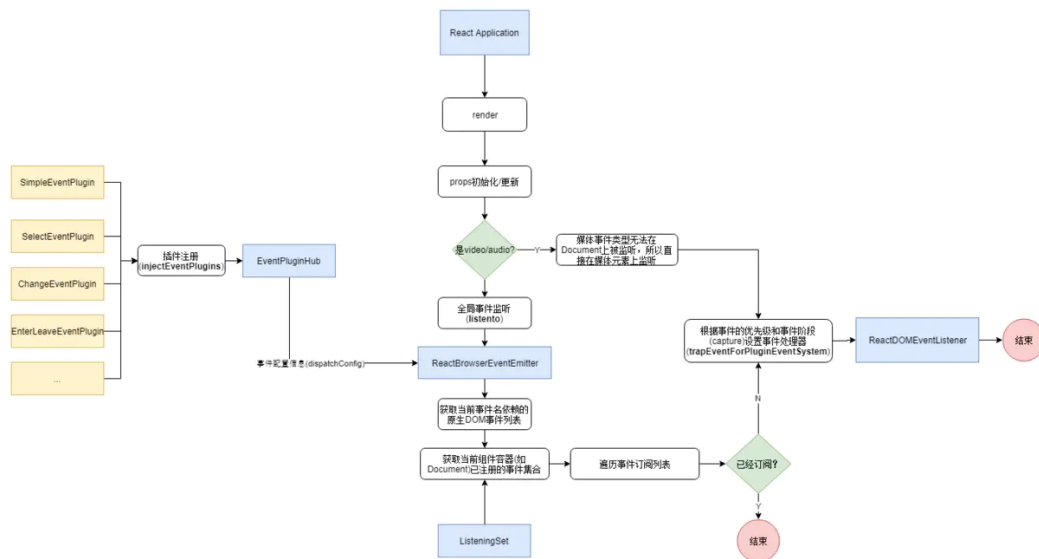 React Application
render
props初始化/更新
SimpleEventPlugin
SelectEventPlugin
ChangeEventPlugin
EnterLeaveEventPlugin
...
插件注册
(injectEventPlugins)
EventPluginHub
事件配置信息(dispatchConfig)
是video/audio?
Y
媒体事件类型无法在
Document上被监听，所以直
接在媒体元素上监听
全局事件监听
(listento)
ReactBrowserEventEmitter
获取当前事件名依赖的
原生DOM事件列表
获取当前组件容器(如
Document)已注册的事件集合
ListeningSet
遍历事件订阅列表
已经订阅?
N
Y
结束
根据事件的优先级和事件阶段
(capture)设置事件处理器
(trapEventForPluginEventSystem)
ReactDOMEventListener
结束